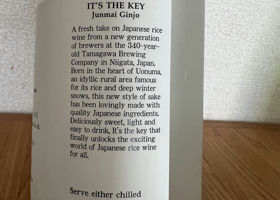 IT'S THE KEY
Junmai Ginjo
A fresh take on Japanese rice
wine from a new generation
of brewers at the 340-year-
old Tamagawa Brewing
Company in Niigata, Japan.
Born in the heart of Uonuma,
an idyllic rural area famous
for its rice and deep winter
snows, this new style of sake
has been lovingly made with
quality Japanese ingredients.
Deliciously sweet, light and
easy to drink, It's the key that
finally unlocks the exciting
world of Japanese rice wine
for all.
Serve either chilled